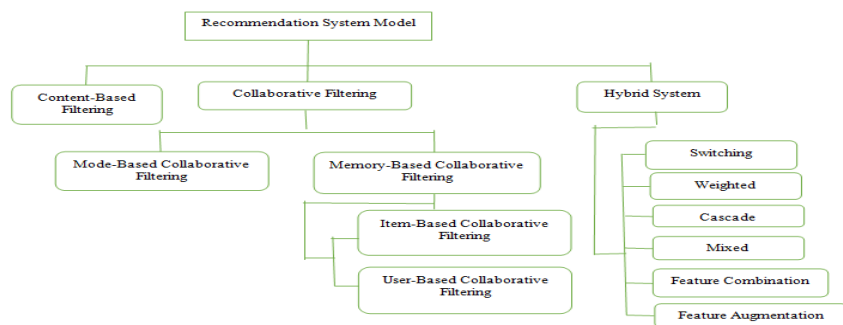 Recommendation System Model
Content-Based
Filtering
Collaborative Filtering
Hybrid System
Mode-Based Collaborative
Filtering
Memory-Based Collaborative
Filtering
Item-Based Collaborative
Filtering
User-Based Collaborative
Filtering
Switching
Weighted
Cascade
Mixed
Feature Combination
Feature Augmentation